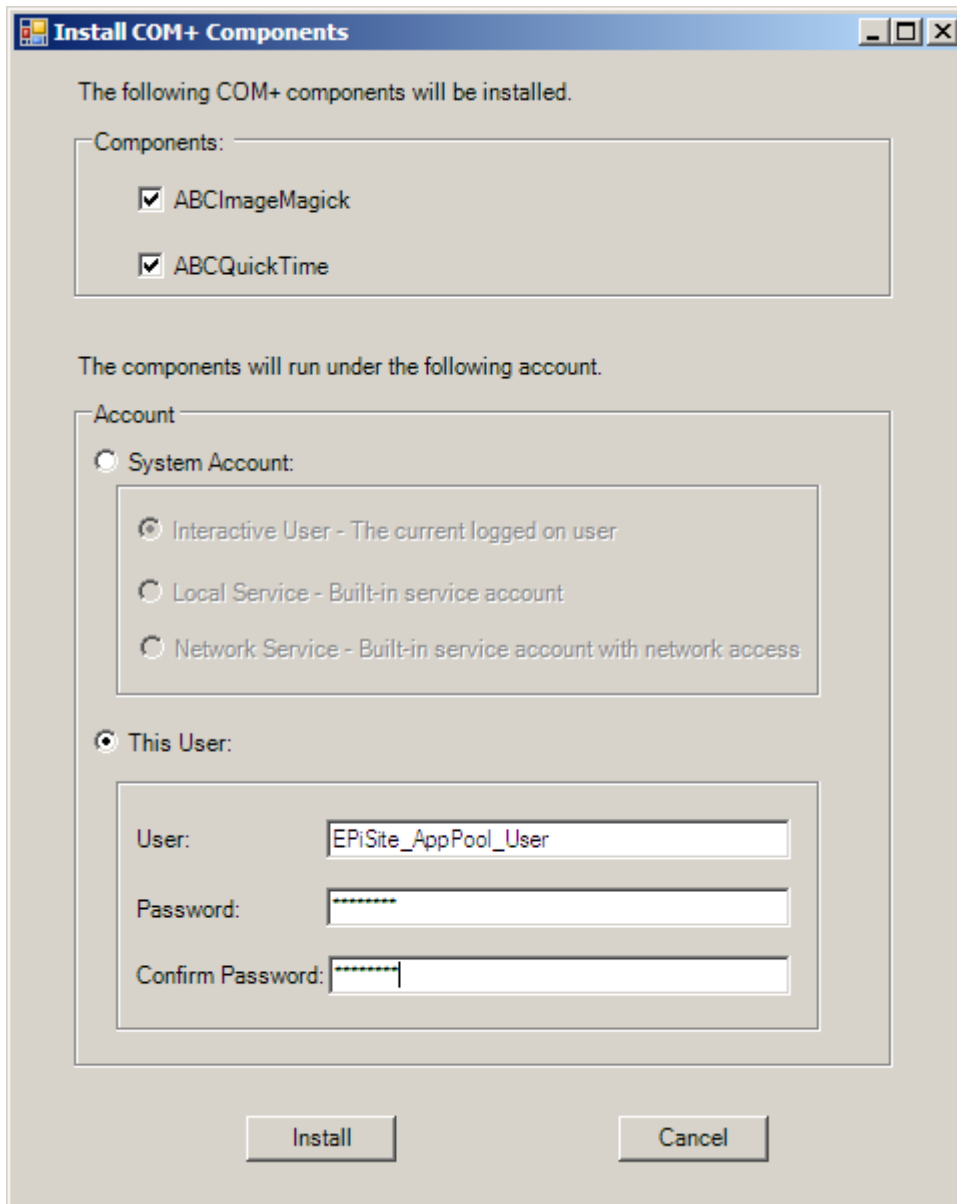 Install COM+ Components
The following COM+ components will be installed.
Components:
ABCImageMagick
ABCQuickTime
The components will run under the following account.
Account
System Account:
Interactive User - The current logged on user
Local Service - Built-in service account
Network Service - Built-in service account with network access
This User:
User: EPiSite_AppPool_User
Password: ********
Confirm Password: ********
Install Cancel